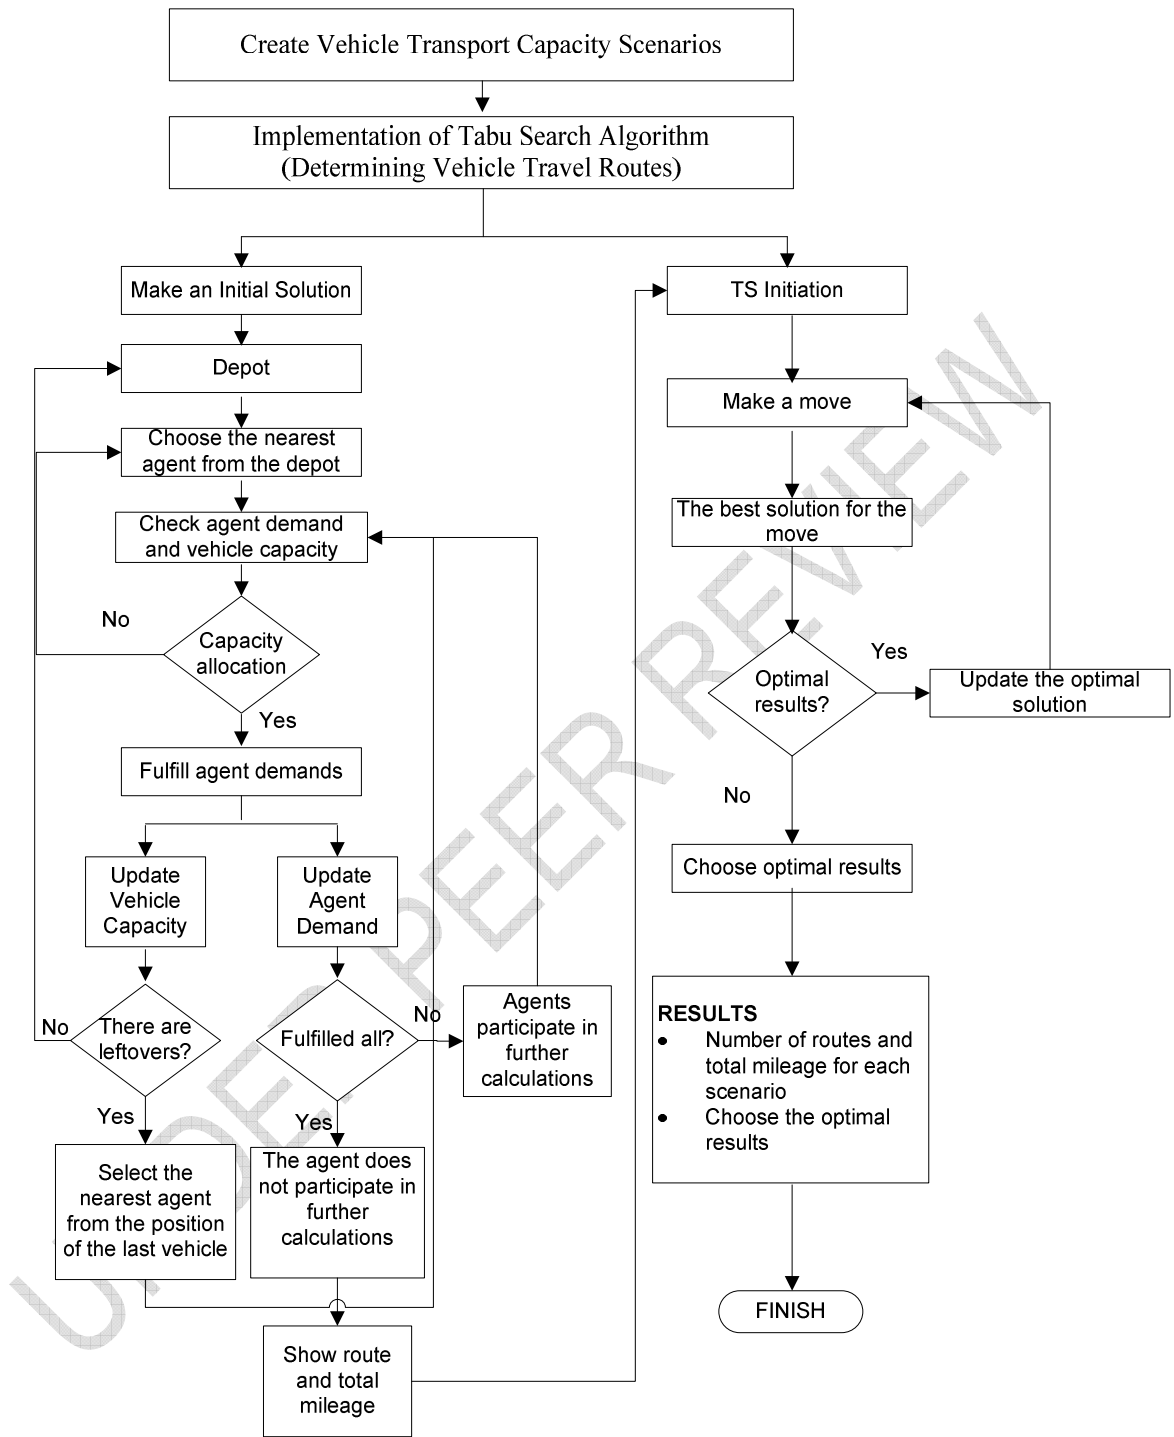 Create Vehicle Transport Capacity Scenarios
Implementation of Tabu Search Algorithm
(Determining Vehicle Travel Routes)
Make an Initial Solution
Depot
Choose the nearest
agent from the depot
Check agent demand
and vehicle capacity
No
Capacity
allocation
Yes
Fulfill agent demands
Update
Vehicle
Capacity
Update
Agent
Demand
No
There are
leftovers?
Yes
Fulfilled all?
No
Agents
participate in
further
calculations
Yes
Select the
nearest agent
from the position
of the last vehicle
The agent does
not participate in
further
calculations
Show route
and total
mileage
TS Initiation
Make a move
The best solution for the
move
Optimal
results?
Yes
Update the optimal
solution
No
Choose optimal results
RESULTS
• Number of routes and
total mileage for each
scenario
• Choose the optimal
results
FINISH
UNDER PEER REVIEW